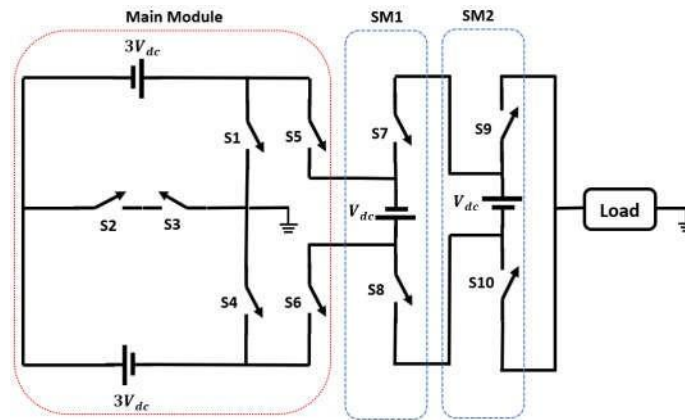 Main Module
SM1
SM2
3V_dc
S1
S5
S7
S9
S2
S3
V_dc
V_dc
Load
S4
S6
S8
S10
3V_dc